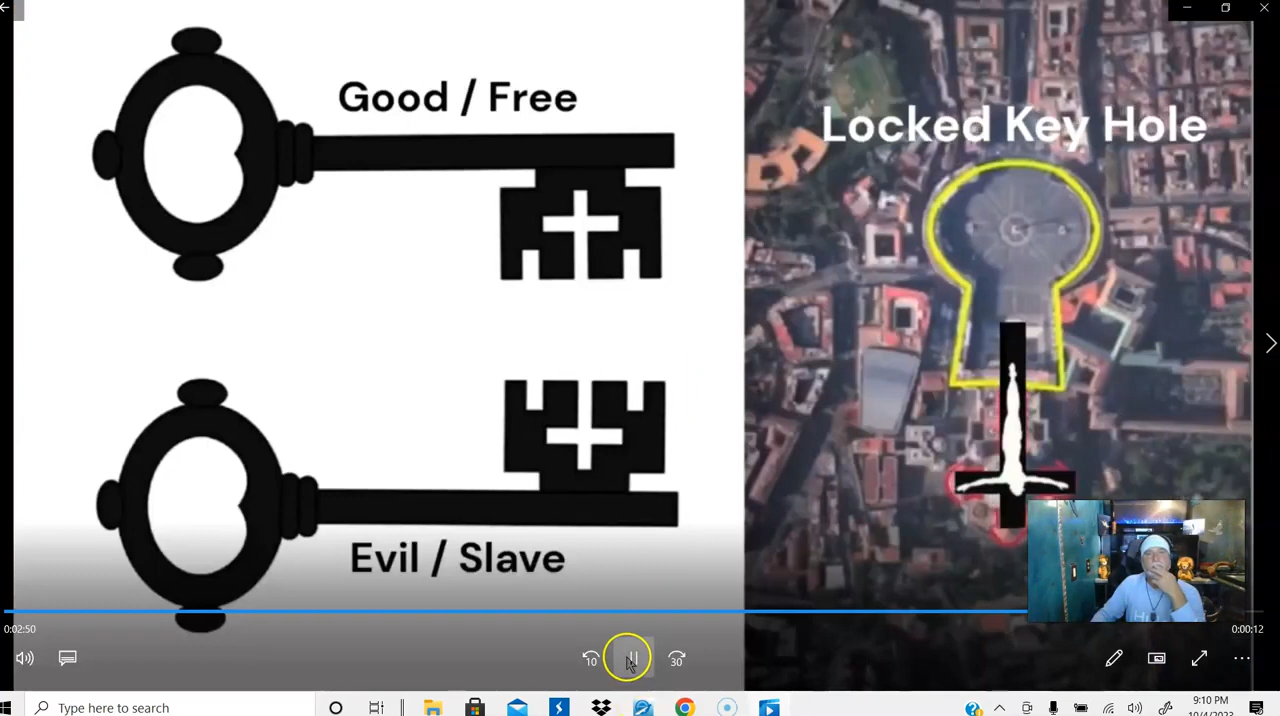 Good / Free
Locked Key Hole
Evil / Slave
0:02:50
0:00:12
10
30
Type here to search
9:10 PM